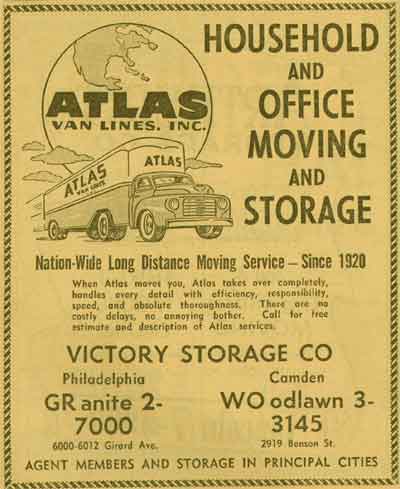 HOUSEHOLD
AND
OFFICE
MOVING
AND
STORAGE
ATLAS
VAN LINES, INC.
ATLAS
ATLAS
VAN LINES
Nation-Wide Long Distance Moving Service — Since 1920
When Atlas moves you, Atlas takes over completely,
handles every detail with efficiency, responsibility,
speed, and absolute thoroughness. There are no
costly delays, no annoying bother. Call for free
estimate and description of Atlas services.
VICTORY STORAGE CO
Philadelphia
GR anite 2-
7000
6000-6012 Girard Ave.
Camden
WO odlawn 3-
3145
2919 Benson St.
AGENT MEMBERS AND STORAGE IN PRINCIPAL CITIES